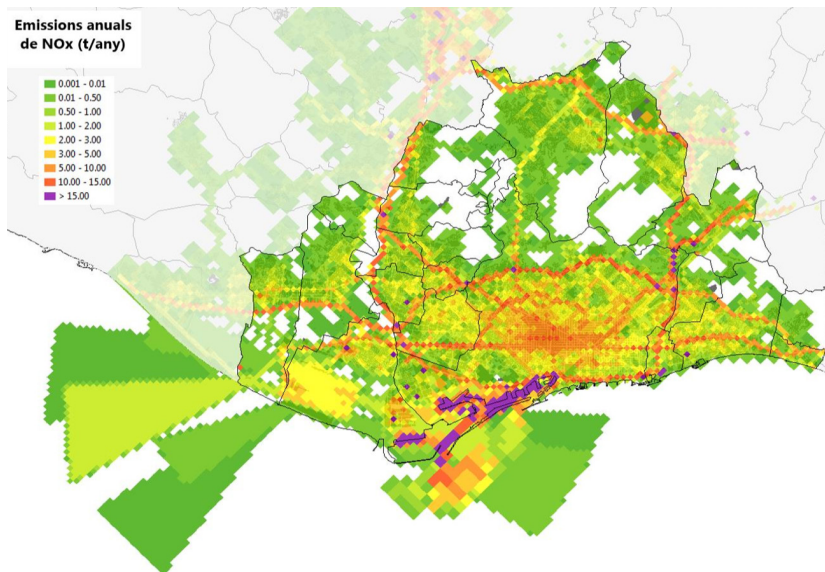 Emissions anuals
de NOx (t/any)
0.001 - 0.01
0.01 - 0.50
0.50 - 1.00
1.00 - 2.00
2.00 - 3.00
3.00 - 5.00
5.00 - 10.00
10.00 - 15.00
> 15.00